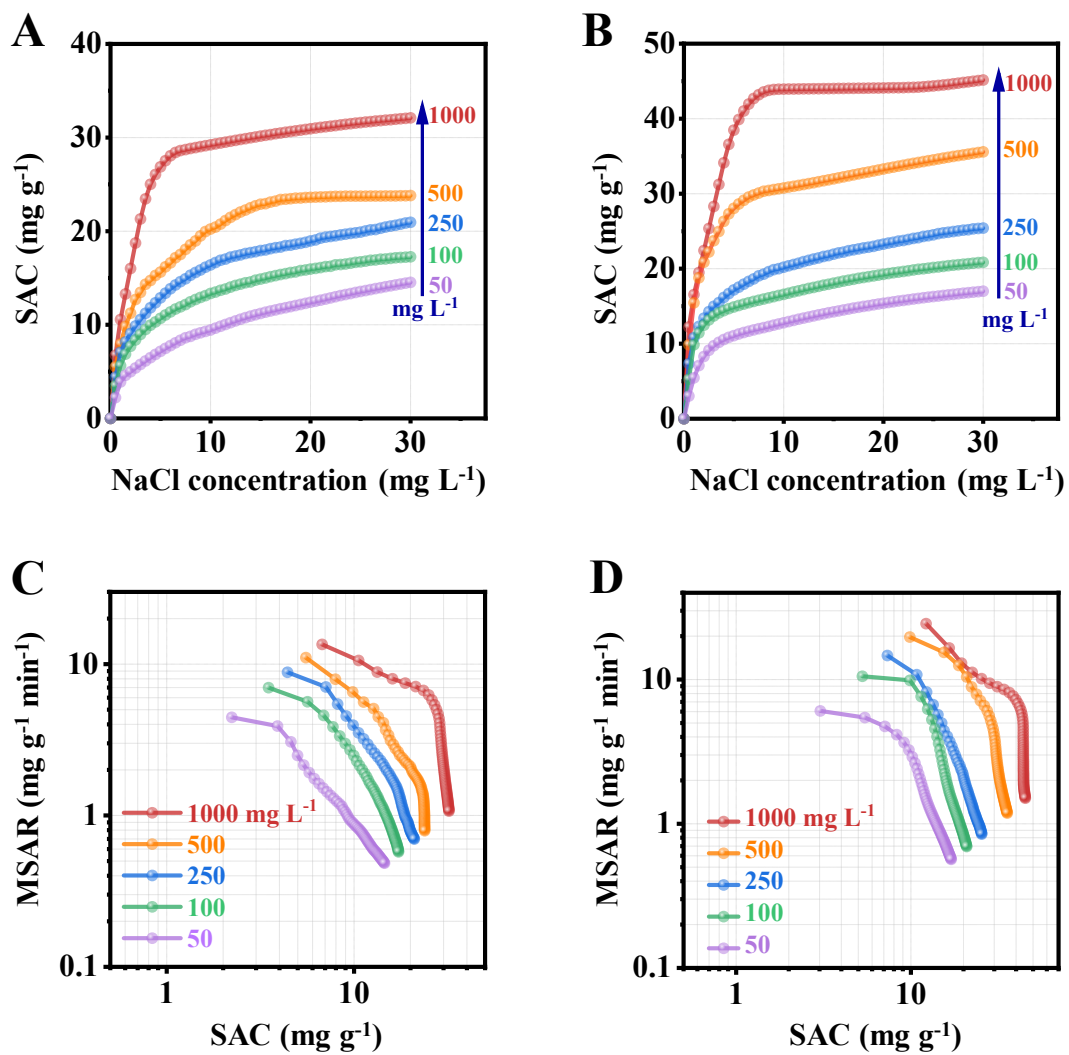 A
SAC (mg g⁻¹)
40
30
20
10
0
0 10 20 30
NaCl concentration (mg L⁻¹)
1000
500
250
100
50
mg L⁻¹
B
SAC (mg g⁻¹)
50
40
30
20
10
0
0 10 20 30
NaCl concentration (mg L⁻¹)
1000
500
250
100
50
mg L⁻¹
C
MSAR (mg g⁻¹ min⁻¹)
10
1
0.1
1 10
SAC (mg g⁻¹)
1000 mg L⁻¹
500
250
100
50
D
MSAR (mg g⁻¹ min⁻¹)
10
1
0.1
1 10
SAC (mg g⁻¹)
1000 mg L⁻¹
500
250
100
50